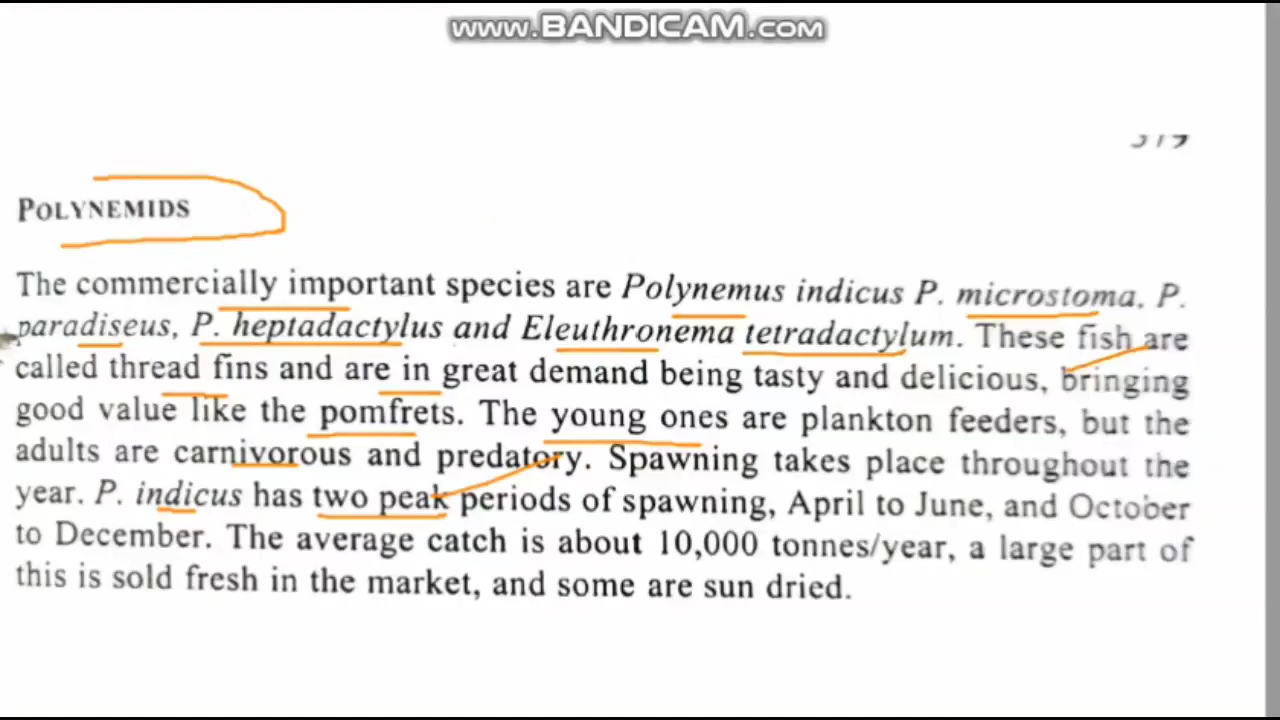 www.BANDICAM.com
POLYNEMIDS
The commercially important species are Polynemus indicus P. microstoma, P.
paradiseus, P. heptadactylus and Eleuthronema tetradactylum. These fish are
called thread fins and are in great demand being tasty and delicious, bringing
good value like the pomfrets. The young ones are plankton feeders, but the
adults are carnivorous and predatory. Spawning takes place throughout the
year. P. indicus has two peak periods of spawning, April to June, and October
to December. The average catch is about 10,000 tonnes/year, a large part of
this is sold fresh in the market, and some are sun dried.